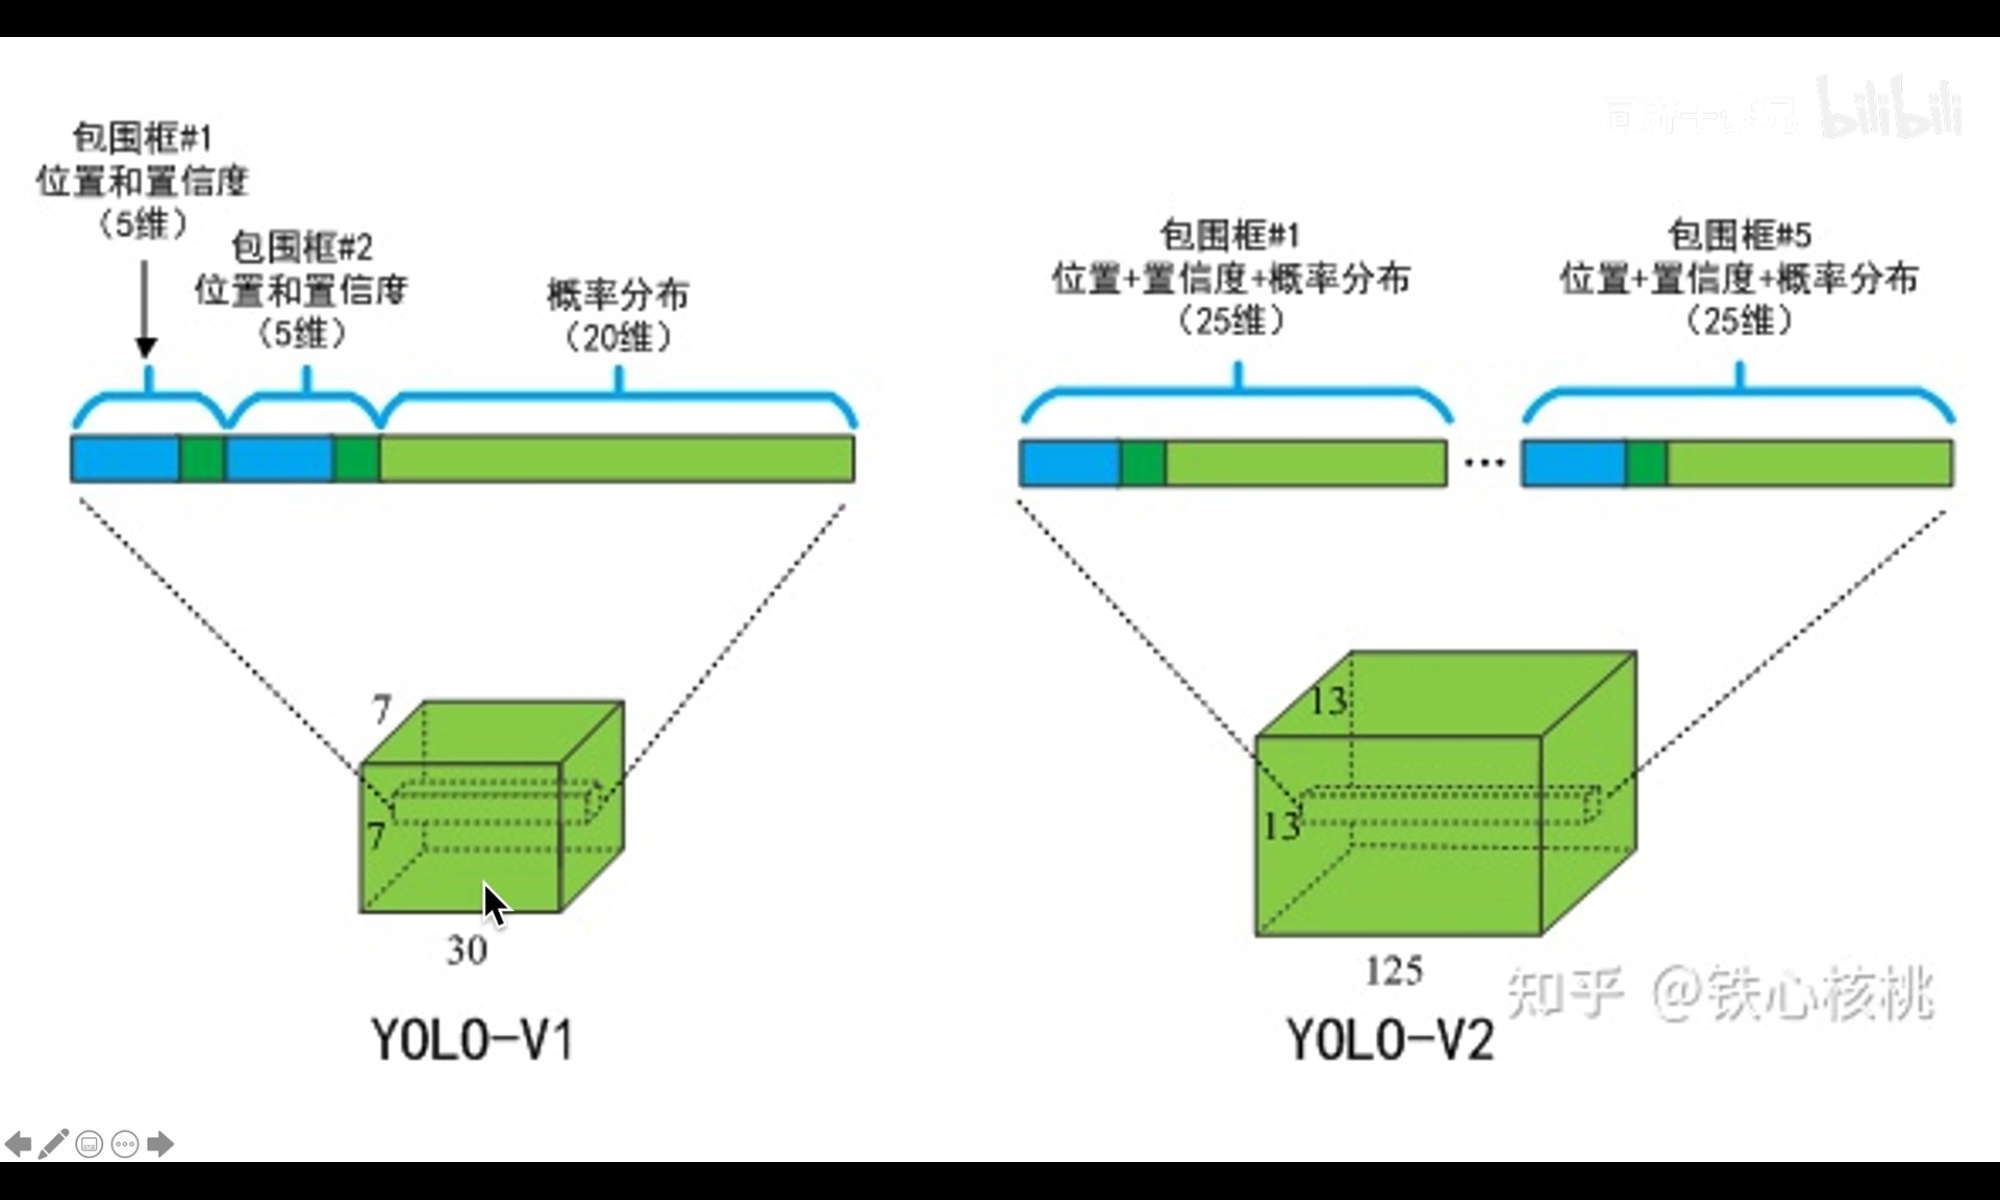 bilibili
包围框#1
位置和置信度
（5维）
包围框#2
位置和置信度
（5维）
概率分布
（20维）
7
7
30
YOLO-V1
包围框#1
位置+置信度+概率分布
（25维）
包围框#5
位置+置信度+概率分布
（25维）
...
13
13
125
YOLO-V2
知乎 @铁心核桃